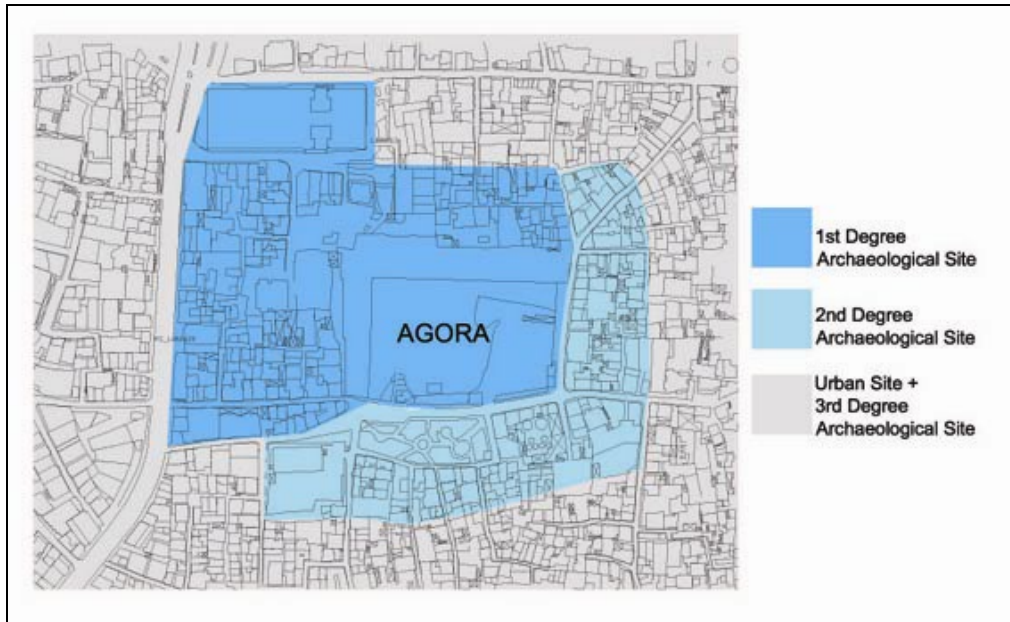 AGORA
1st Degree
Archaeological Site
2nd Degree
Archaeological Site
Urban Site +
3rd Degree
Archaeological Site